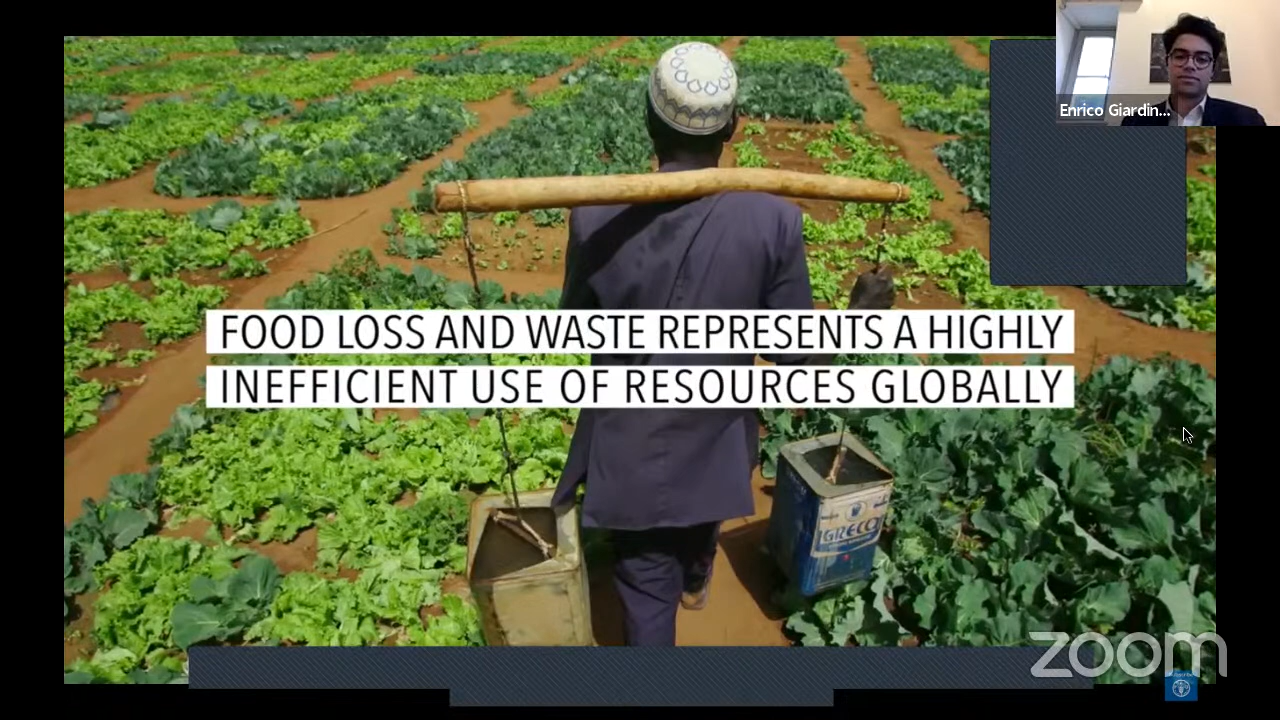 Enrico Giardin...
FOOD LOSS AND WASTE REPRESENTS A HIGHLY
INEFFICIENT USE OF RESOURCES GLOBALLY
GRECO
zoom